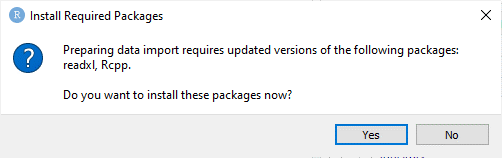 R Install Required Packages
Preparing data import requires updated versions of the following packages:
readxl, Rcpp.
Do you want to install these packages now?
Yes No